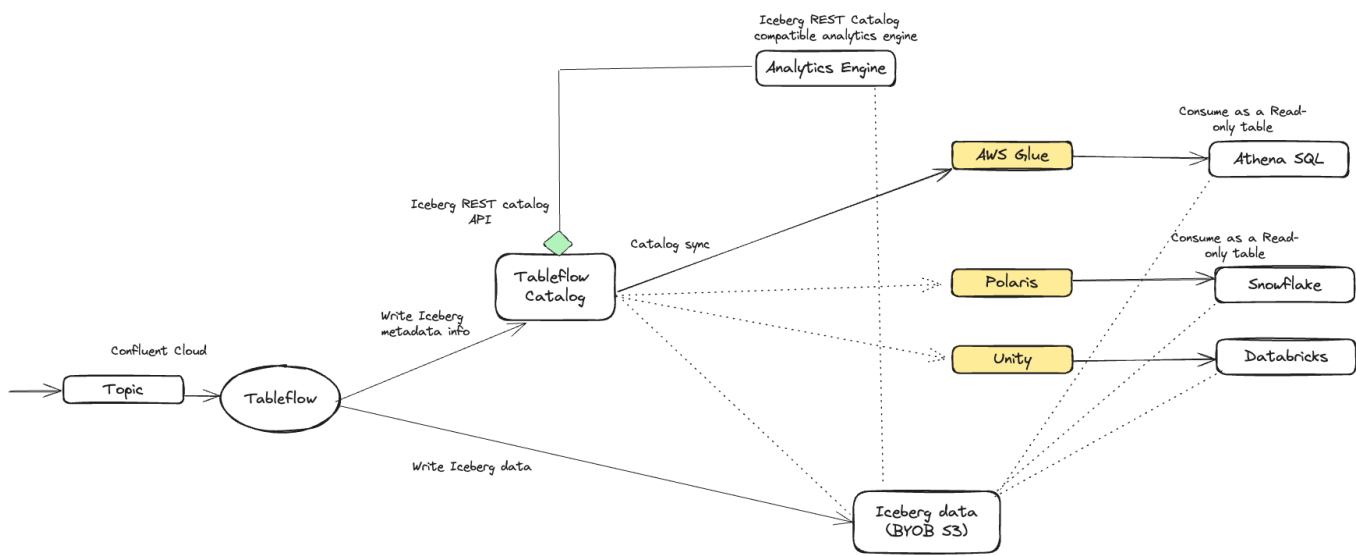 Iceberg REST Catalog
compatible analytics engine
Analytics Engine
Consume as a Read-
only table
AWS Glue
Athena SQL
Iceberg REST catalog
API
Catalog sync
Consume as a Read-
only table
Tableflow
Catalog
Polaris
Snowflake
Write Iceberg
metadata info
Confluent Cloud
Unity
Databricks
Topic
Tableflow
Write Iceberg data
Iceberg data
(BYOB S3)